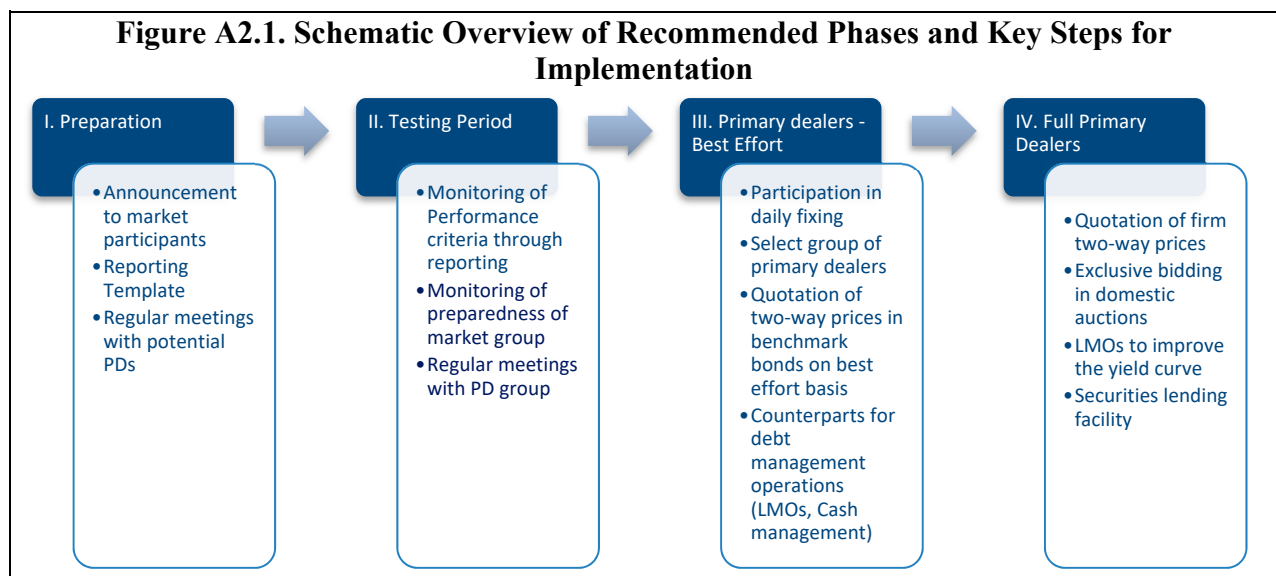 Figure A2.1. Schematic Overview of Recommended Phases and Key Steps for
Implementation
I. Preparation
•Announcement
to market
participants
•Reporting
Template
•Regular meetings
with potential
PDs
II. Testing Period
•Monitoring of
Performance
criteria through
reporting
•Monitoring of
preparedness of
market group
•Regular meetings
with PD group
III. Primary dealers -
Best Effort
•Participation in
daily fixing
•Select group of
primary dealers
•Quotation of
two-way prices in
benchmark
bonds on best
effort basis
•Counterparts for
debt
management
operations
(LMOs, Cash
management)
IV. Full Primary
Dealers
•Quotation of firm
two-way prices
•Exclusive bidding
in domestic
auctions
•LMOs to improve
the yield curve
•Securities lending
facility